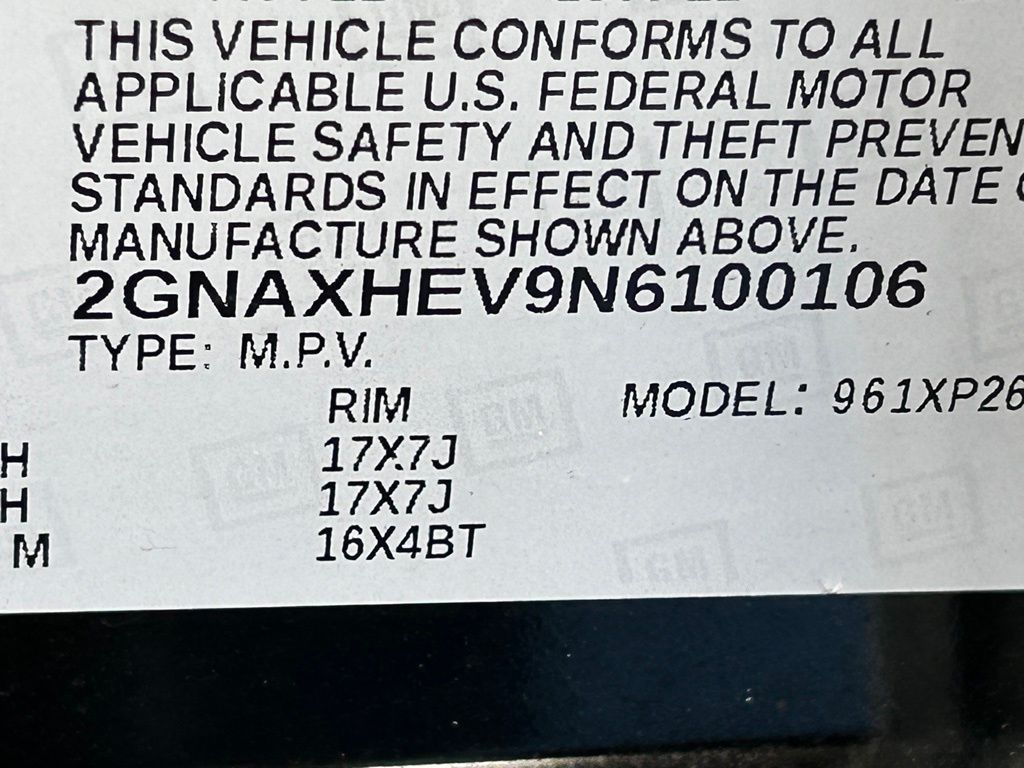 THIS VEHICLE CONFORMS TO ALL
APPLICABLE U.S. FEDERAL MOTOR
VEHICLE SAFETY AND THEFT PREVEN
STANDARDS IN EFFECT ON THE DATE
MANUFACTURE SHOWN ABOVE.
2GNAXHEV9N6100106
TYPE: M.P.V.
RIM MODEL: 961XP26
H 17X7J
H 17X7J
M 16X4BT